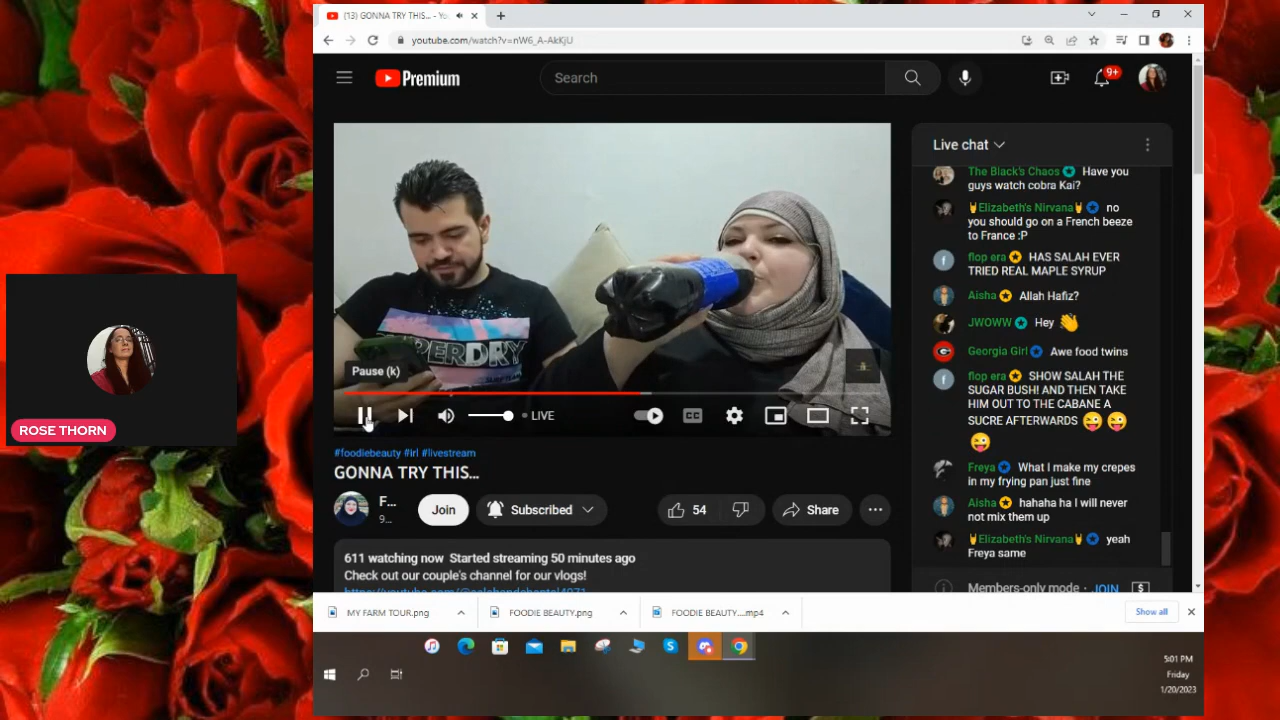 (13) GONNA TRY THIS... - Yo
youtube.com/watch?v=nW6_A-AkKjU
Premium
Search
9+
Live chat
The Black's Chaos Have you
guys watch cobra Kai?
Elizabeth's Nirvana no
you should go on a French beeze
to France :P
flop era HAS SALAH EVER
TRIED REAL MAPLE SYRUP
Aisha Allah Hafiz?
JWOWW Hey
Georgia Girl Awe food twins
flop era SHOW SALAH THE
SUGAR BUSH! AND THEN TAKE
HIM OUT TO THE CABANE A
SUCRE AFTERWARDS
Freya What I make my crepes
in my frying pan just fine
Aisha hahaha ha I will never
not mix them up
Elizabeth's Nirvana yeah
Freya same
Members-only mode JOIN
SUPERDRY
Pause (k)
LIVE
CC
#foodiebeauty #irl #livestream
GONNA TRY THIS...
F...
9...
Join
Subscribed
54
Share
611 watching now Started streaming 50 minutes ago
Check out our couple's channel for our vlogs!
ROSE THORN
MY FARM TOUR.png
FOODIE BEAUTY.png
FOODIE BEAUTY....mp4
Show all
5:01 PM
Friday
1/20/2023